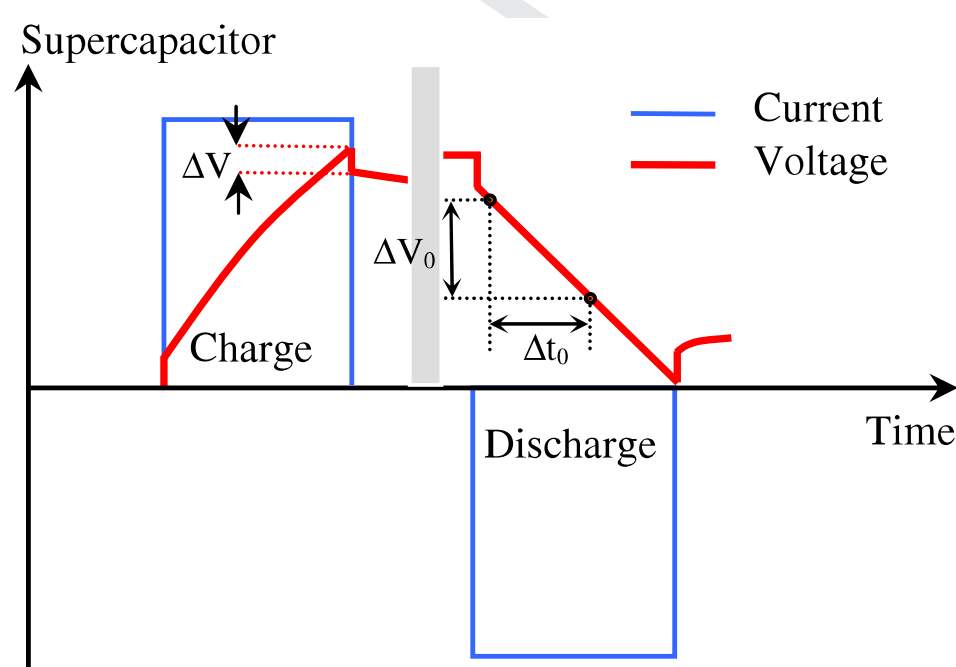 Supercapacitor
Current
Voltage
ΔV
ΔV₀
Charge
Δt₀
Time
Discharge